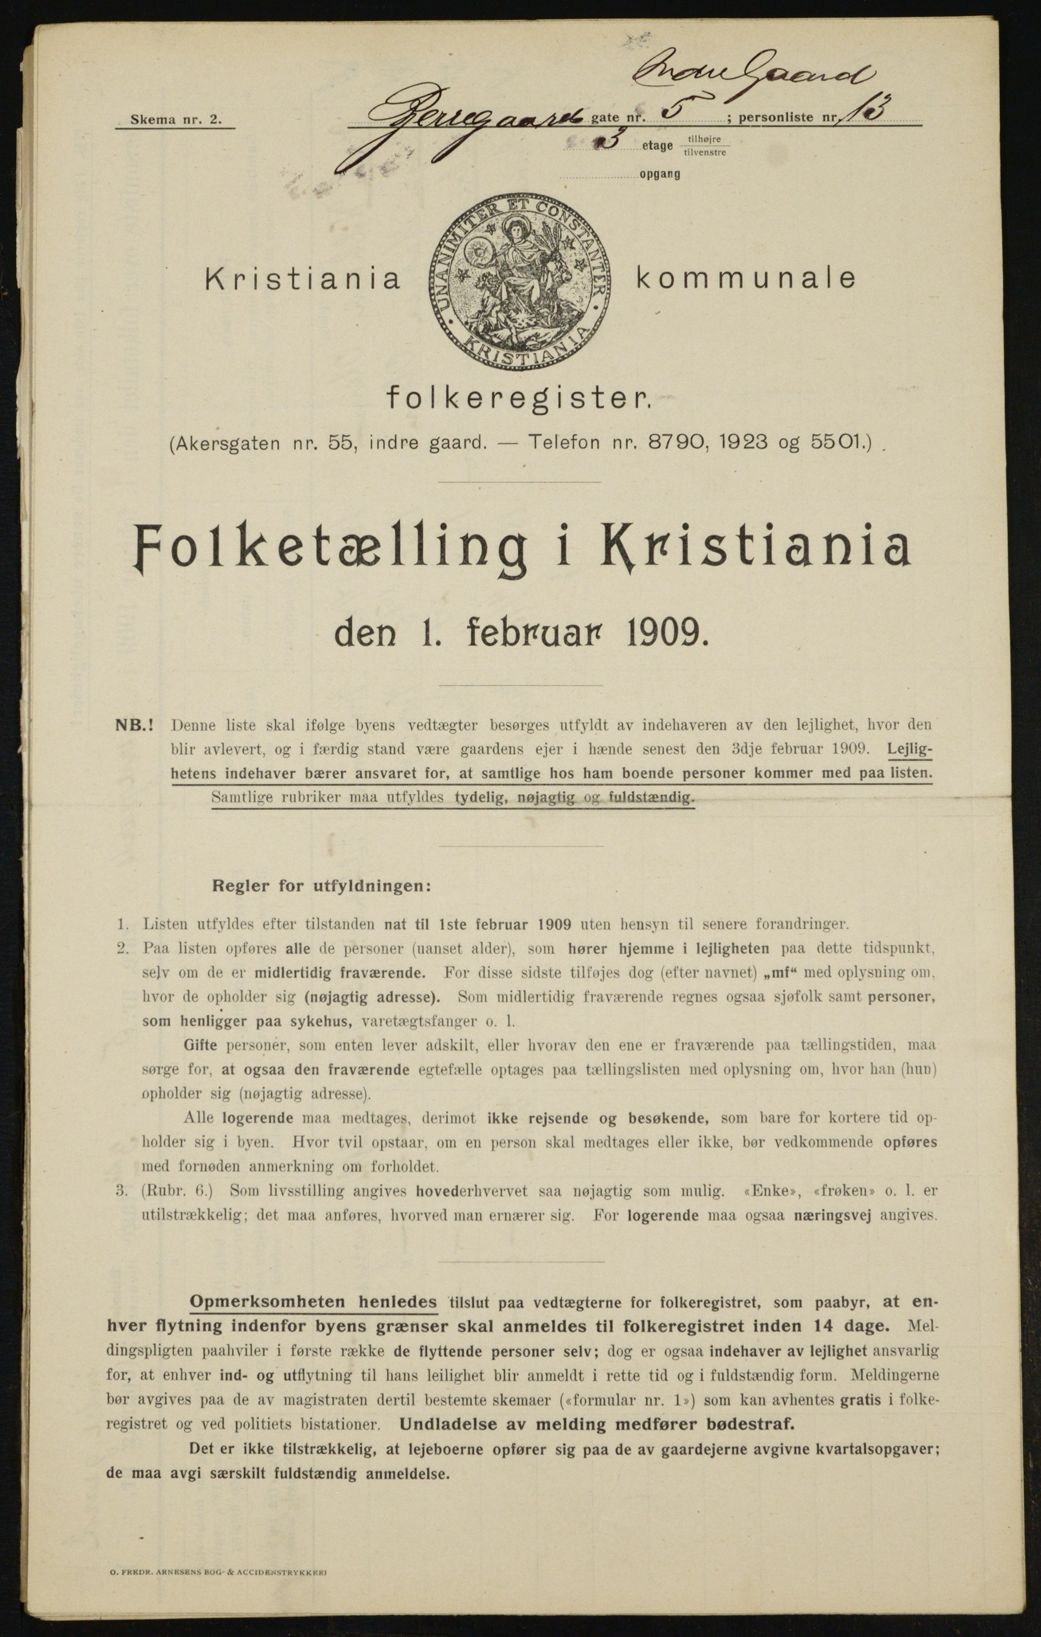 Indre Gaard
Skema nr. 2.
Bergegaards gate nr. 5 ; personliste nr. 13
3 etage tilhøjre
tilvenstre
opgang
UNANIMITER ET CONSTANTER · KRISTIANIA ·
Kristiania kommunale
folkeregister.
(Akersgaten nr. 55, indre gaard. — Telefon nr. 8790, 1923 og 5501.)
Folketælling i Kristiania
den 1. februar 1909.
NB.! Denne liste skal ifølge byens vedtægter besørges utfyldt av indehaveren av den lejlighet, hvor den
blir avlevert, og i færdig stand være gaardens ejer i hænde senest den 3dje februar 1909. Lejlig-
hetens indehaver bærer ansvaret for, at samtlige hos ham boende personer kommer med paa listen.
Samtlige rubriker maa utfyldes tydelig, nøjagtig og fuldstændig.
Regler for utfyldningen:
1. Listen utfyldes efter tilstanden nat til 1ste februar 1909 uten hensyn til senere forandringer.
2. Paa listen opføres alle de personer (uanset alder), som hører hjemme i lejligheten paa dette tidspunkt,
selv om de er midlertidig fraværende. For disse sidste tilføjes dog (efter navnet) „mf“ med oplysning om,
hvor de opholder sig (nøjagtig adresse). Som midlertidig fraværende regnes ogsaa sjøfolk samt personer,
som henligger paa sykehus, varetægtsfanger o. l.
Gifte personer, som enten lever adskilt, eller hvorav den ene er fraværende paa tællingstiden, maa
sørge for, at ogsaa den fraværende egtefælle optages paa tællingslisten med oplysning om, hvor han (hun)
opholder sig (nøjagtig adresse).
Alle logerende maa medtages, derimot ikke rejsende og besøkende, som bare for kortere tid op-
holder sig i byen. Hvor tvil opstaar, om en person skal medtages eller ikke, bør vedkommende opføres
med fornøden anmerkning om forholdet.
3. (Rubr. 6.) Som livsstilling angives hovederhvervet saa nøjagtig som mulig. «Enke», «frøken» o. l. er
utilstrækkelig; det maa anføres, hvorved man ernærer sig. For logerende maa ogsaa næringsvej angives.
Opmerksomheten henledes tilslut paa vedtægterne for folkeregistret, som paabyr, at en-
hver flytning indenfor byens grænser skal anmeldes til folkeregistret inden 14 dage. Mel-
dingspligten paahviler i første række de flyttende personer selv; dog er ogsaa indehaver av lejlighet ansvarlig
for, at enhver ind- og utflytning til hans leilighet blir anmeldt i rette tid og i fuldstændig form. Meldingerne
bør avgives paa de av magistraten dertil bestemte skemaer («formular nr. 1») som kan avhentes gratis i folke-
registret og ved politiets bistationer. Undladelse av melding medfører bødestraf.
Det er ikke tilstrækkelig, at lejeboerne opfører sig paa de av gaardejerne avgivne kvartalsopgaver;
de maa avgi særskilt fuldstændig anmeldelse.
O. FREDR. ARNESENS BOG- & ACCIDENSTRYKKERI